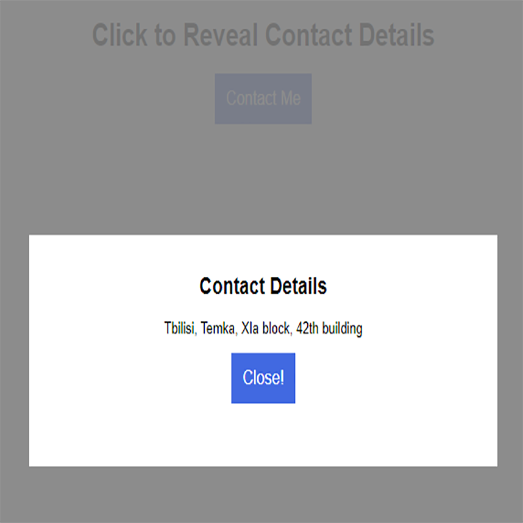 Click to Reveal Contact Details
Contact Me
Contact Details
Tbilisi, Temka, XIa block, 42th building
Close!